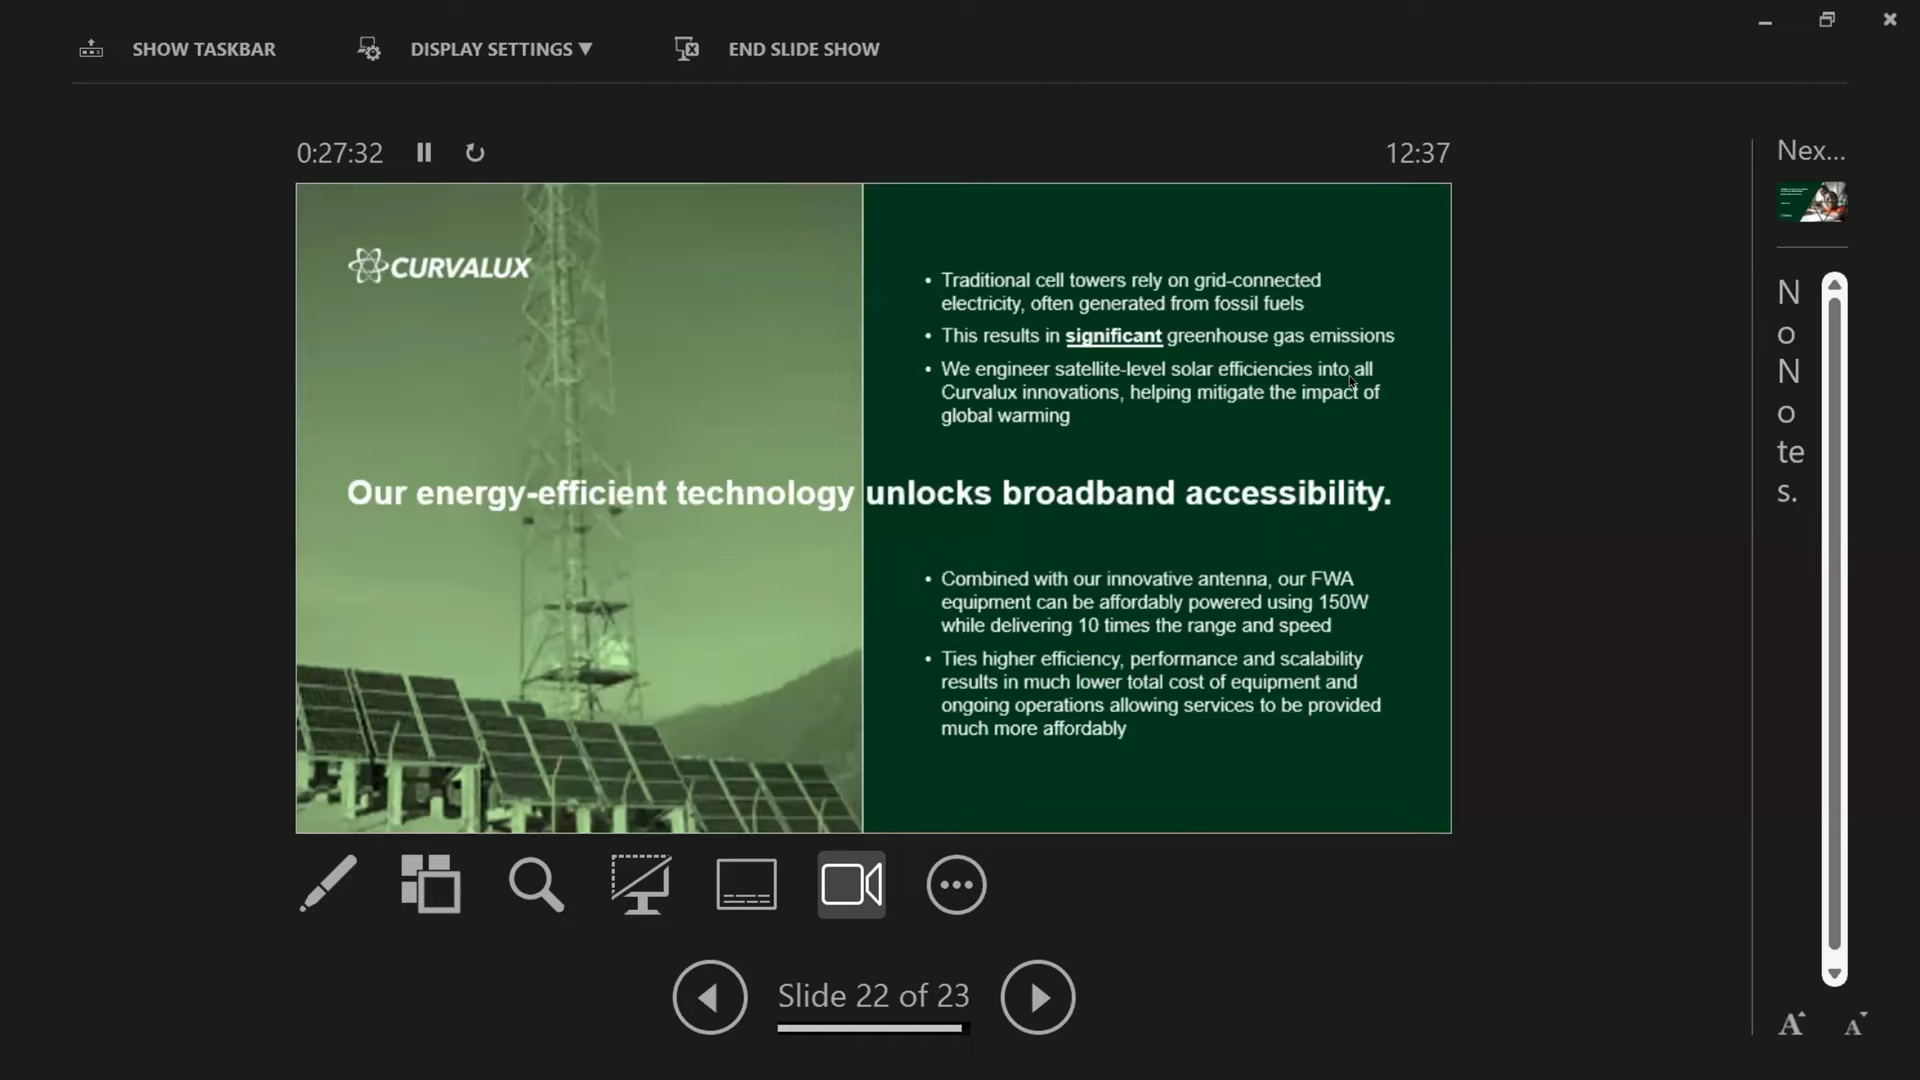 SHOW TASKBAR
DISPLAY SETTINGS ▼
END SLIDE SHOW
0:27:32
12:37
Nex...
CURVALUX
• Traditional cell towers rely on grid-connected
electricity, often generated from fossil fuels
• This results in significant greenhouse gas emissions
• We engineer satellite-level solar efficiencies into all
Curvalux innovations, helping mitigate the impact of
global warming
Our energy-efficient technology unlocks broadband accessibility.
• Combined with our innovative antenna, our FWA
equipment can be affordably powered using 150W
while delivering 10 times the range and speed
• Ties higher efficiency, performance and scalability
results in much lower total cost of equipment and
ongoing operations allowing services to be provided
much more affordably
N
o
N
o
te
s.
Slide 22 of 23
A
A